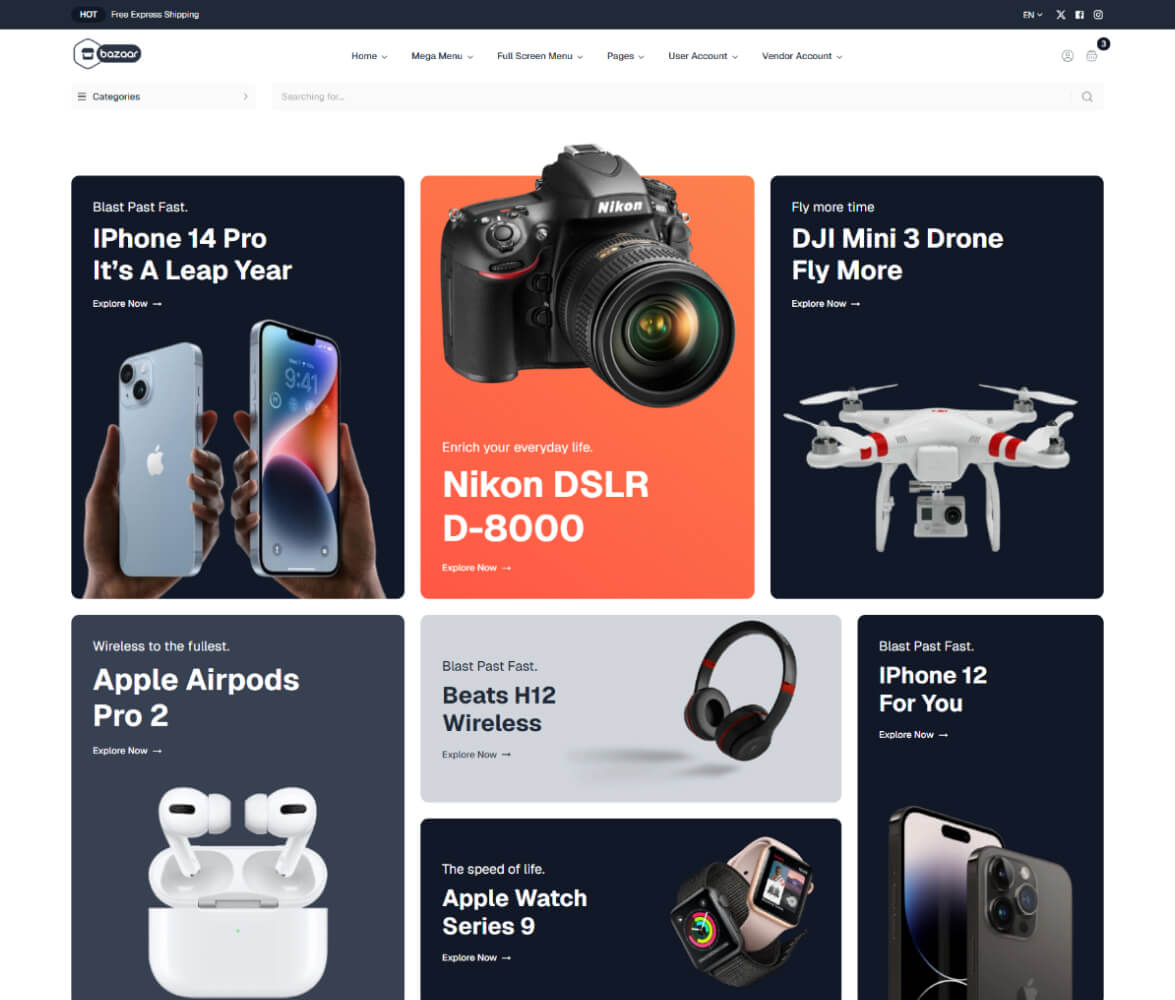 HOT Free Express Shipping
EN
bazaar
Home
Mega Menu
Full Screen Menu
Pages
User Account
Vendor Account
3
Categories
Searching for...
Blast Past Fast.
IPhone 14 Pro
It’s A Leap Year
Explore Now →
9:41
Nikon
Enrich your everyday life.
Nikon DSLR
D-8000
Explore Now →
Fly more time
DJI Mini 3 Drone
Fly More
Explore Now →
Wireless to the fullest.
Apple Airpods
Pro 2
Explore Now →
Blast Past Fast.
Beats H12
Wireless
Explore Now →
The speed of life.
Apple Watch
Series 9
Explore Now →
Blast Past Fast.
IPhone 12
For You
Explore Now →